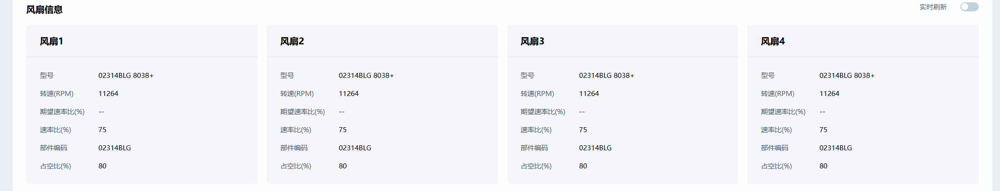 风扇信息
实时刷新
风扇1
型号 02314BLG 8038+
转速(RPM) 11264
期望速率比(%) --
速率比(%) 75
部件编码 02314BLG
占空比(%) 80
风扇2
型号 02314BLG 8038+
转速(RPM) 11264
期望速率比(%) --
速率比(%) 75
部件编码 02314BLG
占空比(%) 80
风扇3
型号 02314BLG 8038+
转速(RPM) 11264
期望速率比(%) --
速率比(%) 75
部件编码 02314BLG
占空比(%) 80
风扇4
型号 02314BLG 8038+
转速(RPM) 11264
期望速率比(%) --
速率比(%) 75
部件编码 02314BLG
占空比(%) 80